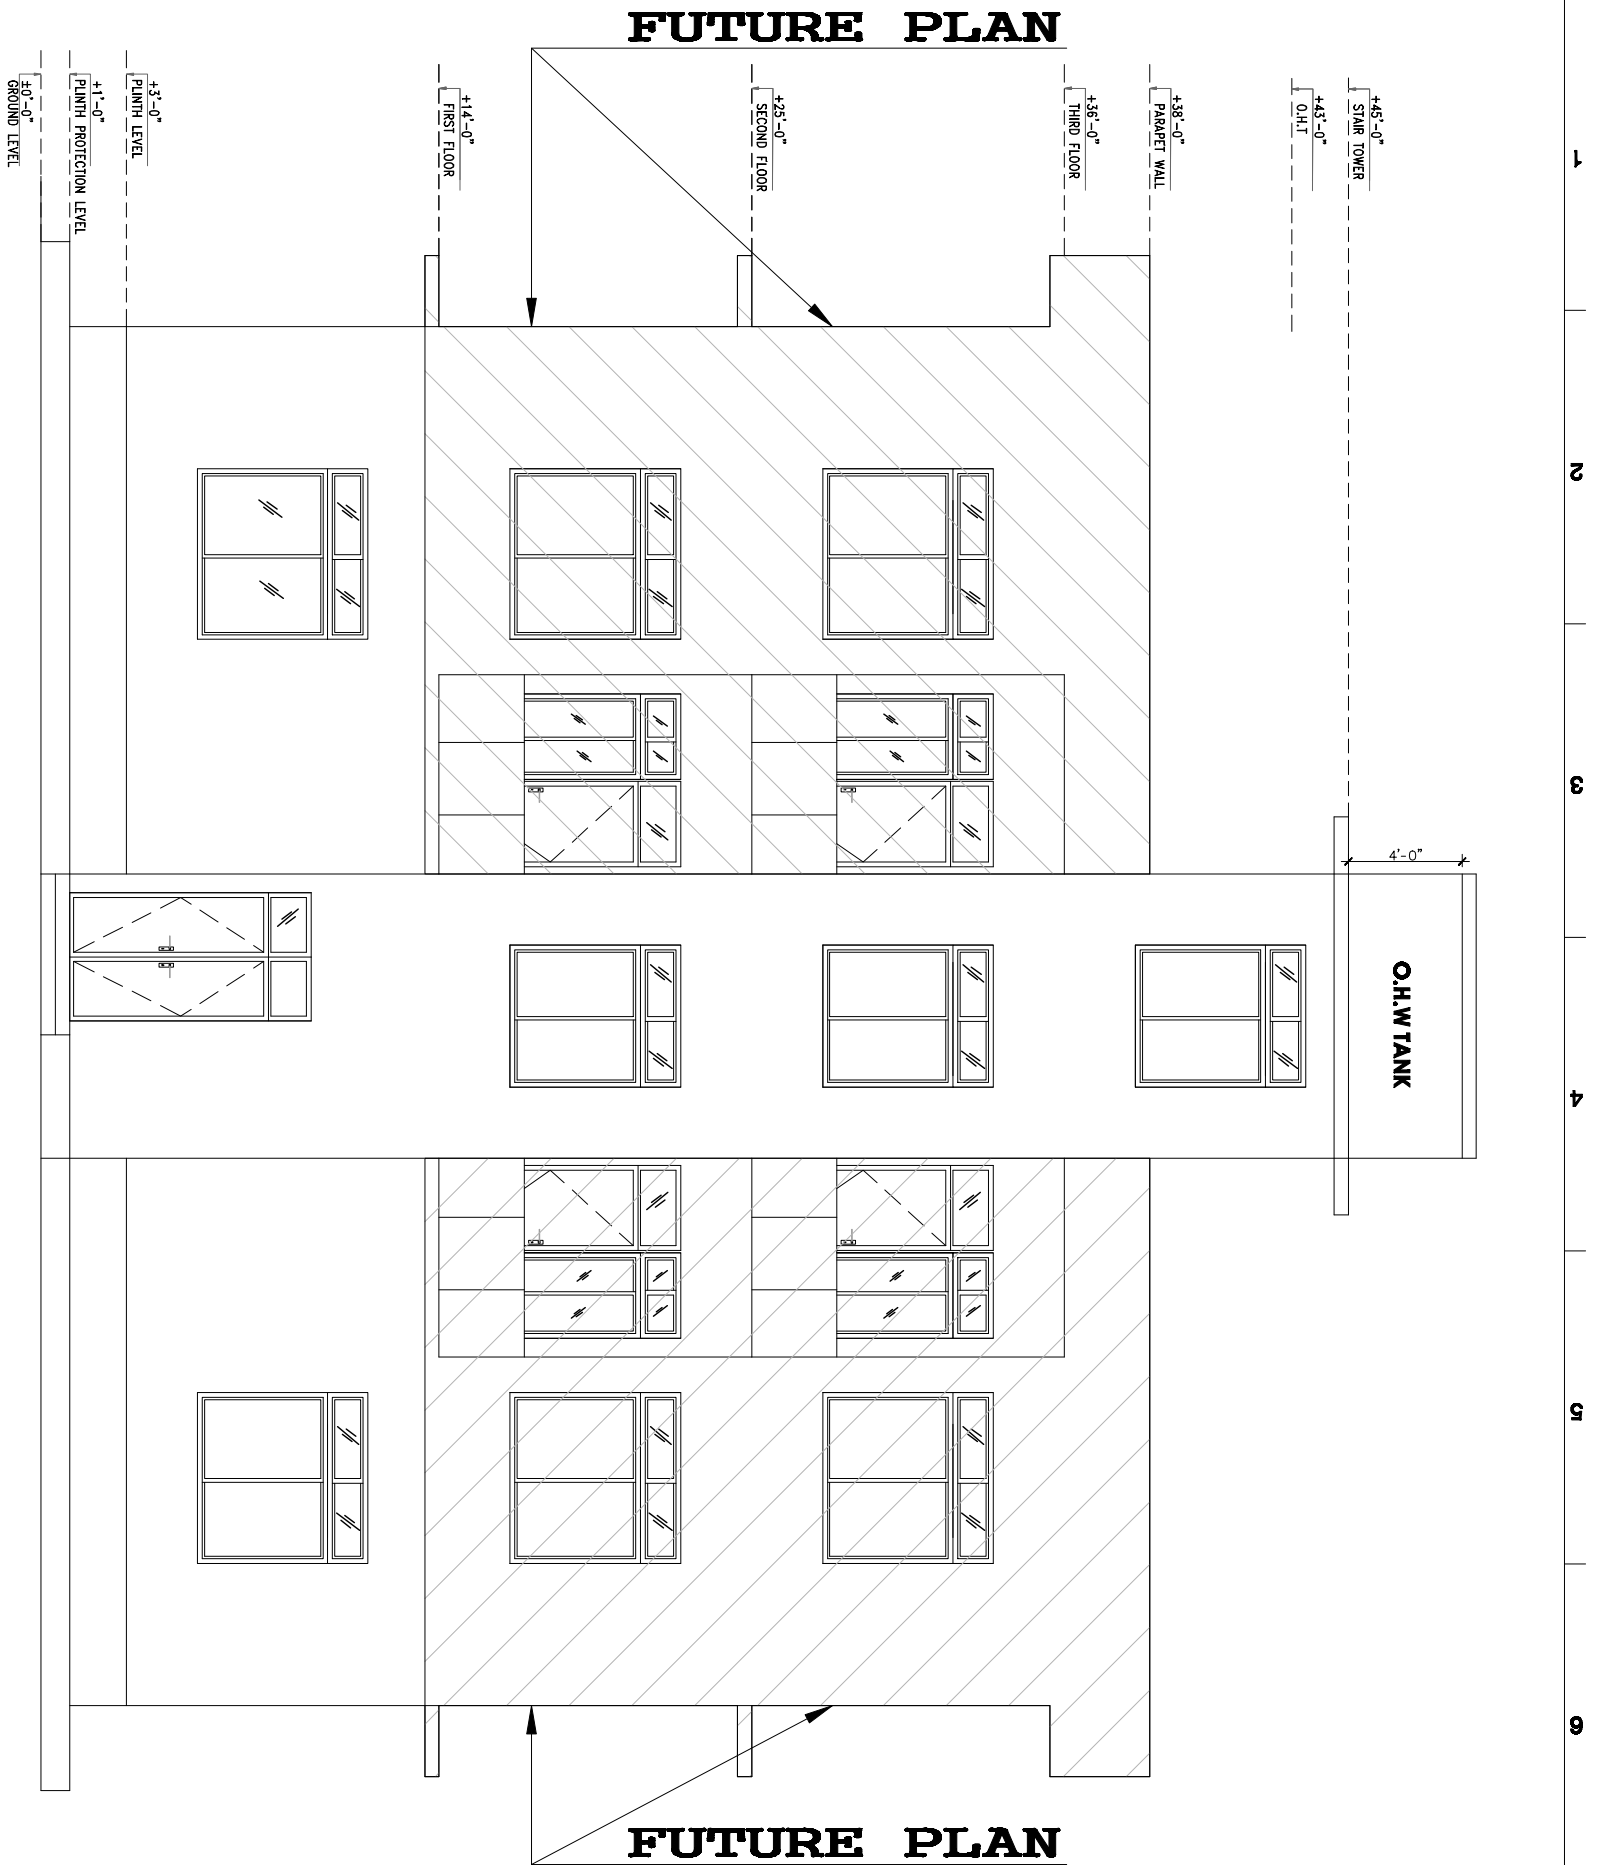 FUTURE PLAN
+45'-0"
STAIR TOWER
+43'-0"
O.H.T
+38'-0"
PARAPET WALL
+36'-0"
THIRD FLOOR
+25'-0"
SECOND FLOOR
+14'-0"
FIRST FLOOR
+3'-0"
PLINTH LEVEL
+1'-0"
PLINTH PROTECTION LEVEL
±0'-0"
GROUND LEVEL
1
2
3
4'-0"
O.H.W TANK
4
5
6
FUTURE PLAN